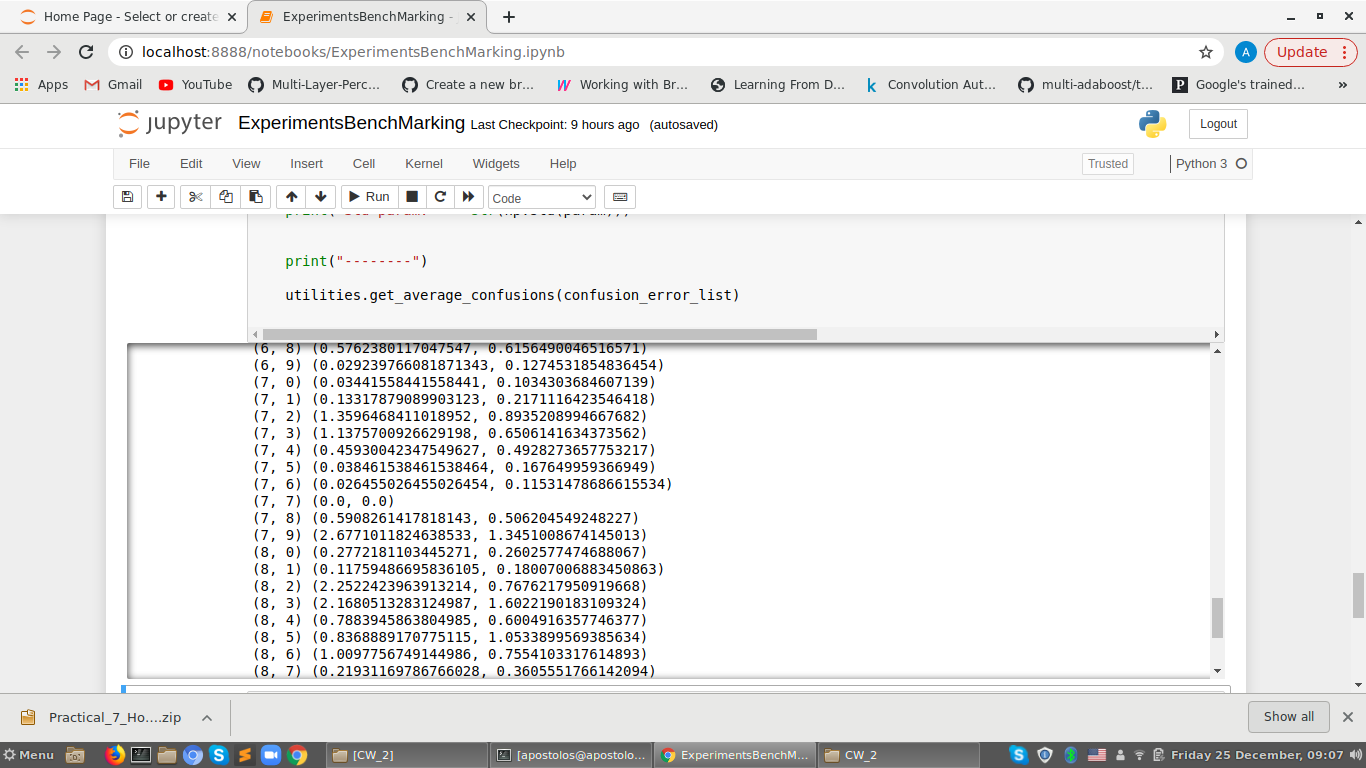 Home Page - Select or create
ExperimentsBenchMarking -
localhost:8888/notebooks/ExperimentsBenchMarking.ipynb
A
Update
Apps
Gmail
YouTube
Multi-Layer-Perc...
Create a new br...
Working with Br...
Learning From D...
Convolution Aut...
multi-adaboost/t...
Google's trained...
»
jupyter
ExperimentsBenchMarking Last Checkpoint: 9 hours ago (autosaved)
Logout
File Edit View Insert Cell Kernel Widgets Help
Trusted
Python 3
Run
Code
print("--------")
utilities.get_average_confusions(confusion_error_list)
(6, 8) (0.5762380117047547, 0.6156490046516571)
(6, 9) (0.029239766081871343, 0.1274531854836454)
(7, 0) (0.03441558441558441, 0.1034303684607139)
(7, 1) (0.13317879089903123, 0.2171116423546418)
(7, 2) (1.3596468411018952, 0.8935208994667682)
(7, 3) (1.1375700926629198, 0.6506141634373562)
(7, 4) (0.45930042347549627, 0.4928273657753217)
(7, 5) (0.038461538461538464, 0.167649959366949)
(7, 6) (0.026455026455026454, 0.11531478686615534)
(7, 7) (0.0, 0.0)
(7, 8) (0.5908261417818143, 0.506204549248227)
(7, 9) (2.6771011824638533, 1.3451008674145013)
(8, 0) (0.2772181103445271, 0.2602577474688067)
(8, 1) (0.11759486695836105, 0.18007006883450863)
(8, 2) (2.2522423963913214, 0.7676217950919668)
(8, 3) (2.1680513283124987, 1.6022190183109324)
(8, 4) (0.7883945863804985, 0.6004916357746377)
(8, 5) (0.8368889170775115, 1.0533899569385634)
(8, 6) (1.0097756749144986, 0.7554103317614893)
(8, 7) (0.21931169786766028, 0.3605551766142094)
Practical_7_Ho....zip
Show all
Menu
[CW_2]
[apostolos@apostolo...
ExperimentsBenchM...
CW_2
Friday 25 December, 09:07